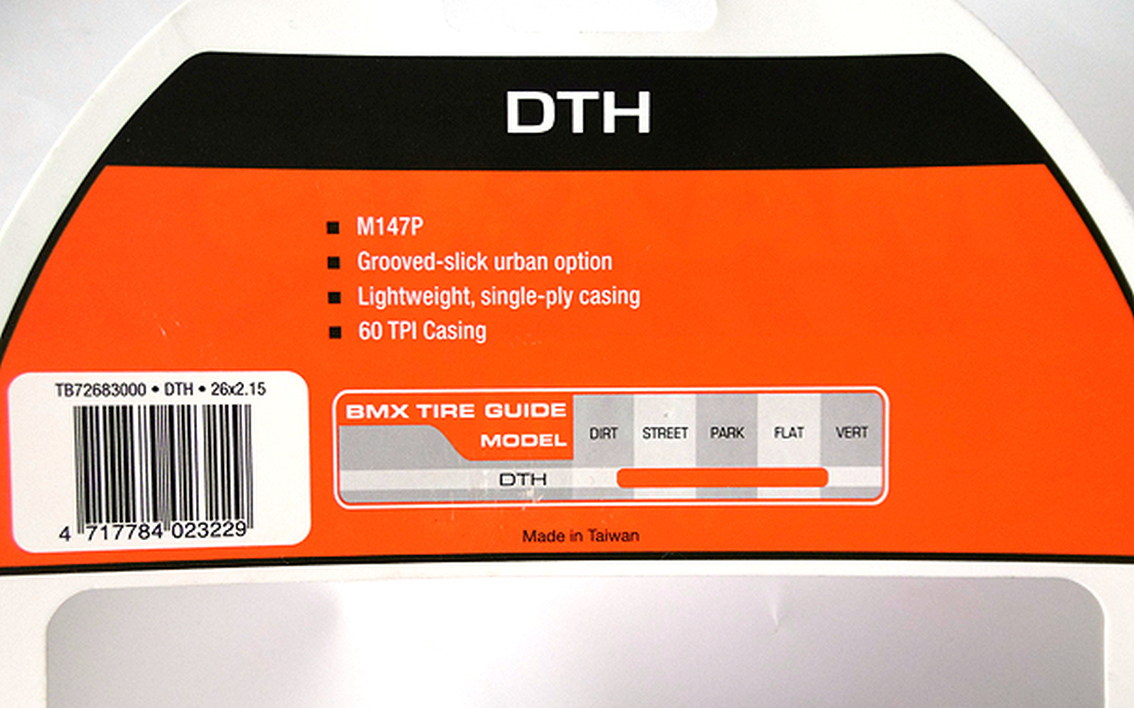 DTH
■ M147P
■ Grooved-slick urban option
■ Lightweight, single-ply casing
■ 60 TPI Casing
TB72683000 • DTH • 26x2.15
4 717784 023229
BMX TIRE GUIDE
MODEL
DIRT STREET PARK FLAT VERT
DTH
Made in Taiwan